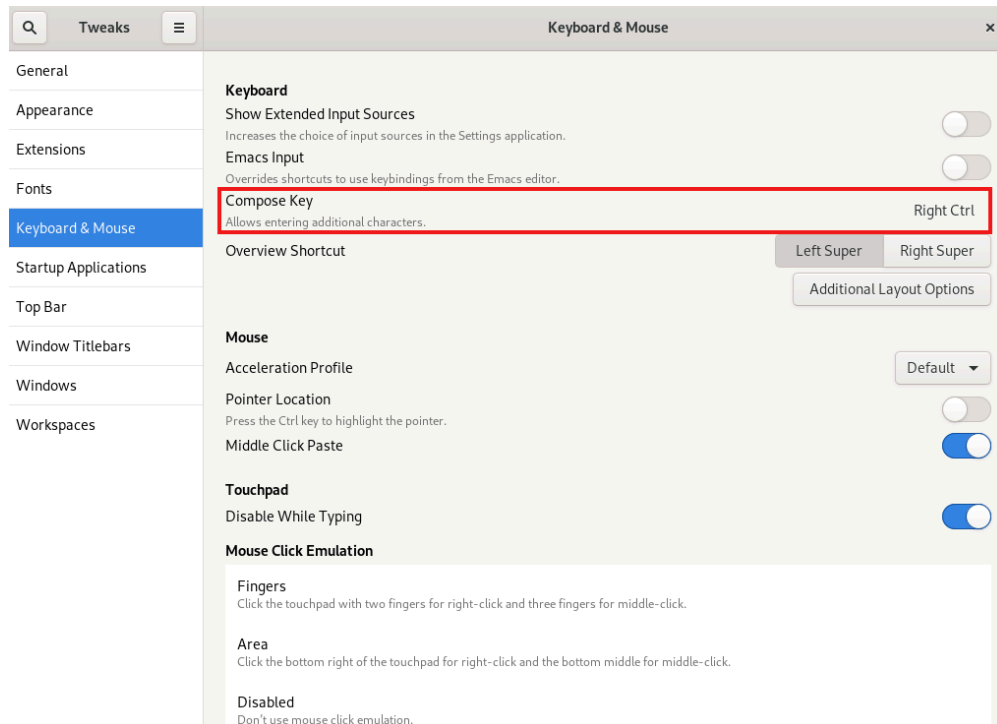 Tweaks
Keyboard & Mouse
General
Appearance
Extensions
Fonts
Keyboard & Mouse
Startup Applications
Top Bar
Window Titlebars
Windows
Workspaces
Keyboard
Show Extended Input Sources
Increases the choice of input sources in the Settings application.
Emacs Input
Overrides shortcuts to use keybindings from the Emacs editor.
Compose Key
Allows entering additional characters.
Right Ctrl
Overview Shortcut
Left Super
Right Super
Additional Layout Options
Mouse
Acceleration Profile
Default
Pointer Location
Press the Ctrl key to highlight the pointer.
Middle Click Paste
Touchpad
Disable While Typing
Mouse Click Emulation
Fingers
Click the touchpad with two fingers for right-click and three fingers for middle-click.
Area
Click the bottom right of the touchpad for right-click and the bottom middle for middle-click.
Disabled
Don't use mouse click emulation.